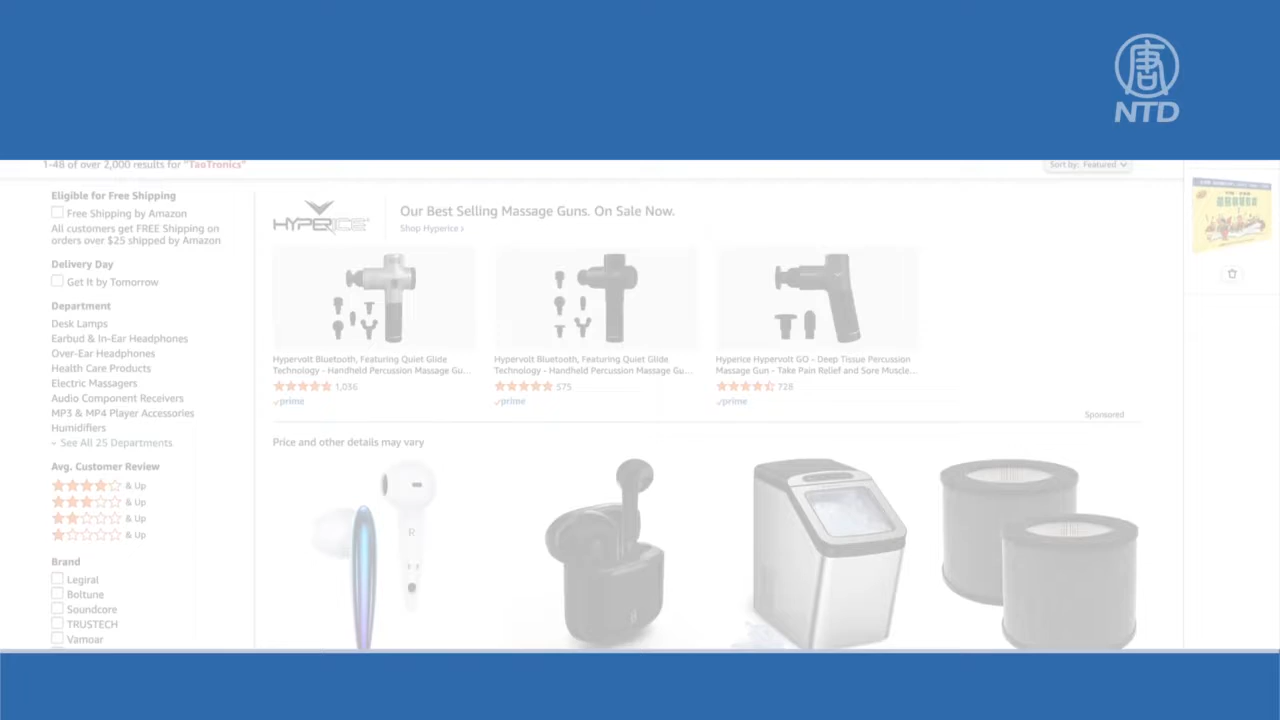 唐
NTD
1-48 of over 2,000 results for "TaoTronics"
Sort by: Featured
Eligible for Free Shipping
Free Shipping by Amazon
All customers get FREE Shipping on
orders over $25 shipped by Amazon
Delivery Day
Get It by Tomorrow
Department
Desk Lamps
Earbud & In-Ear Headphones
Over-Ear Headphones
Health Care Products
Electric Massagers
Audio Component Receivers
MP3 & MP4 Player Accessories
Humidifiers
See All 25 Departments
Avg. Customer Review
& Up
& Up
& Up
& Up
Brand
Legiral
Boltune
Soundcore
TRUSTECH
Vamoar
HYPERICE
Our Best Selling Massage Guns. On Sale Now.
Shop Hyperice ›
Hypervolt Bluetooth, Featuring Quiet Glide
Technology - Handheld Percussion Massage Gu...
1,036
prime
Hypervolt Bluetooth, Featuring Quiet Glide
Technology - Handheld Percussion Massage Gu...
575
prime
Hyperice Hypervolt GO - Deep Tissue Percussion
Massage Gun - Take Pain Relief and Sore Muscle...
728
prime
Sponsored
Price and other details may vary
R